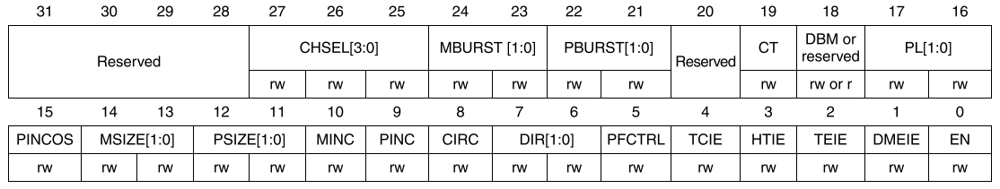 31 30 29 28 27 26 25 24 23 22 21 20 19 18 17 16
Reserved CHSEL[3:0] MBURST [1:0] PBURST[1:0] Reserved CT DBM or reserved PL[1:0]
rw rw rw rw rw rw rw rw rw or r rw rw
15 14 13 12 11 10 9 8 7 6 5 4 3 2 1 0
PINCOS MSIZE[1:0] PSIZE[1:0] MINC PINC CIRC DIR[1:0] PFCTRL TCIE HTIE TEIE DMEIE EN
rw rw rw rw rw rw rw rw rw rw rw rw rw rw rw rw